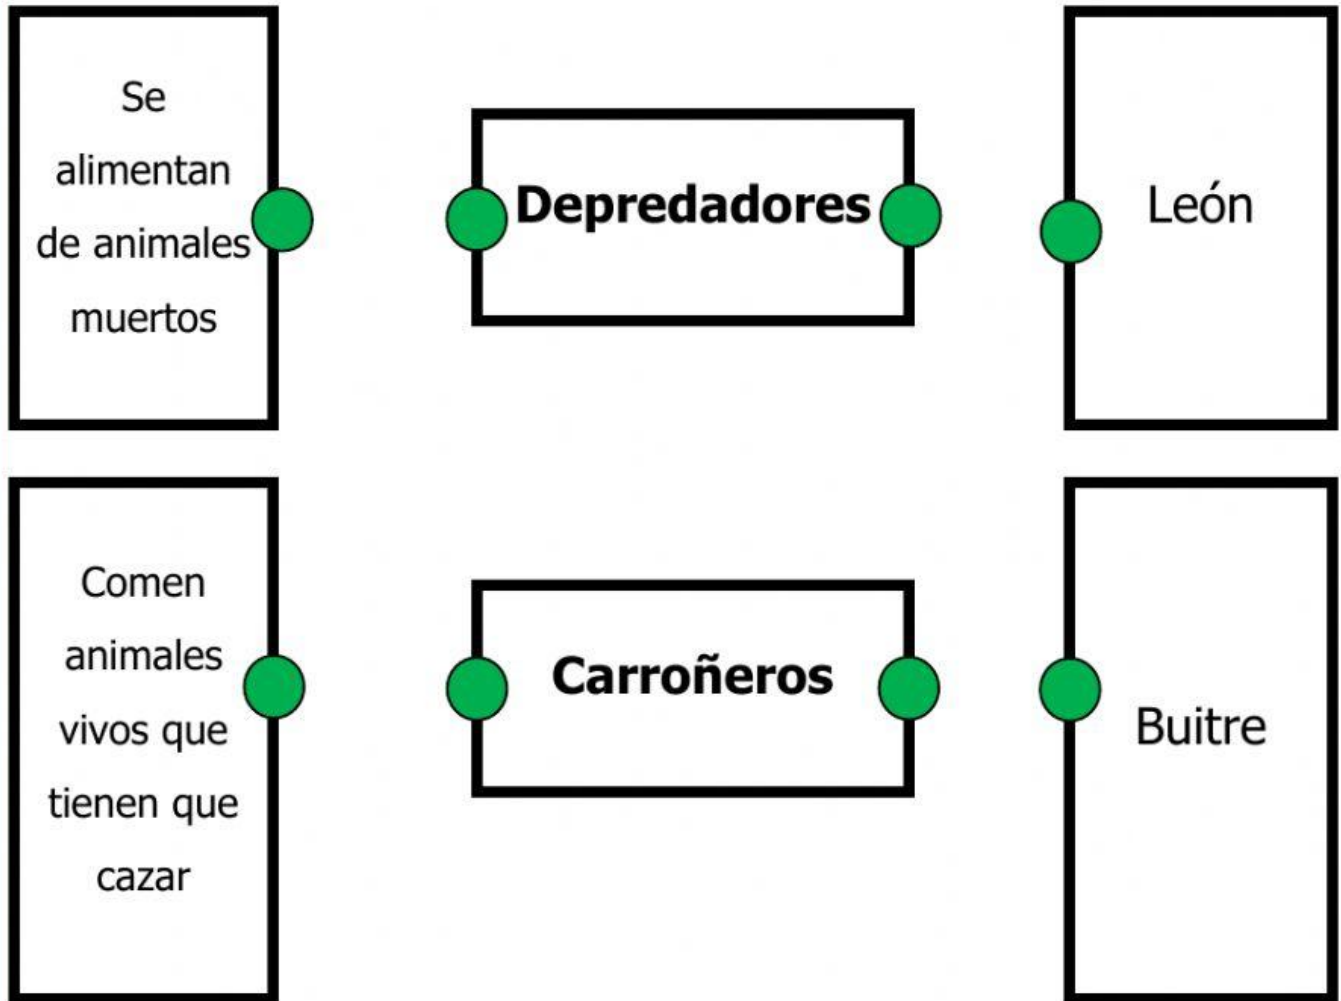 Se
alimentan
de animales
muertos
Depredadores
León
Comen
animales
vivos que
tienen que
cazar
Carroñeros
Buitre